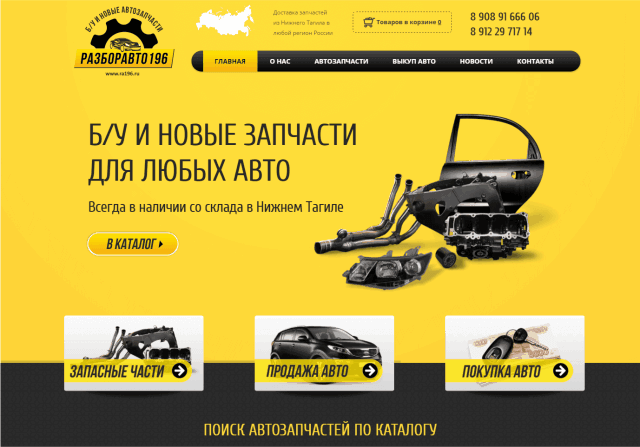 Б/У И НОВЫЕ АВТОЗАПЧАСТИ
РАЗБОРАВТО196
www.ra196.ru
Доставка запчастей
из Нижнего Тагила в
любой регион России
Товаров в корзине 0
8 908 91 666 06
8 912 29 717 14
ГЛАВНАЯ О НАС АВТОЗАПЧАСТИ ВЫКУП АВТО НОВОСТИ КОНТАКТЫ
Б/У И НОВЫЕ ЗАПЧАСТИ
ДЛЯ ЛЮБЫХ АВТО
Всегда в наличии со склада в Нижнем Тагиле
В КАТАЛОГ
ЗАПАСНЫЕ ЧАСТИ ПРОДАЖА АВТО ПОКУПКА АВТО
ПОИСК АВТОЗАПЧАСТЕЙ ПО КАТАЛОГУ